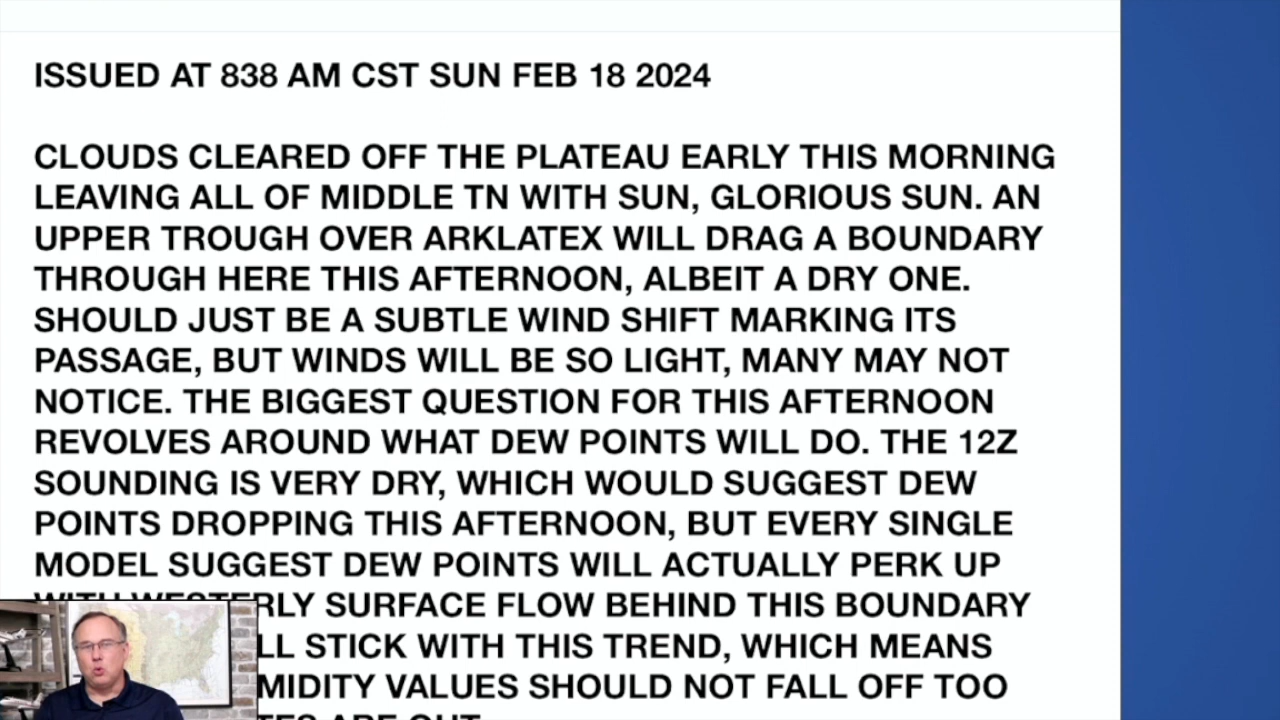 ISSUED AT 838 AM CST SUN FEB 18 2024
CLOUDS CLEARED OFF THE PLATEAU EARLY THIS MORNING
LEAVING ALL OF MIDDLE TN WITH SUN, GLORIOUS SUN. AN
UPPER TROUGH OVER ARKLATEX WILL DRAG A BOUNDARY
THROUGH HERE THIS AFTERNOON, ALBEIT A DRY ONE.
SHOULD JUST BE A SUBTLE WIND SHIFT MARKING ITS
PASSAGE, BUT WINDS WILL BE SO LIGHT, MANY MAY NOT
NOTICE. THE BIGGEST QUESTION FOR THIS AFTERNOON
REVOLVES AROUND WHAT DEW POINTS WILL DO. THE 12Z
SOUNDING IS VERY DRY, WHICH WOULD SUGGEST DEW
POINTS DROPPING THIS AFTERNOON, BUT EVERY SINGLE
MODEL SUGGEST DEW POINTS WILL ACTUALLY PERK UP
WITH WESTERLY SURFACE FLOW BEHIND THIS BOUNDARY
LL STICK WITH THIS TREND, WHICH MEANS
MIDITY VALUES SHOULD NOT FALL OFF TOO
ARE OUT